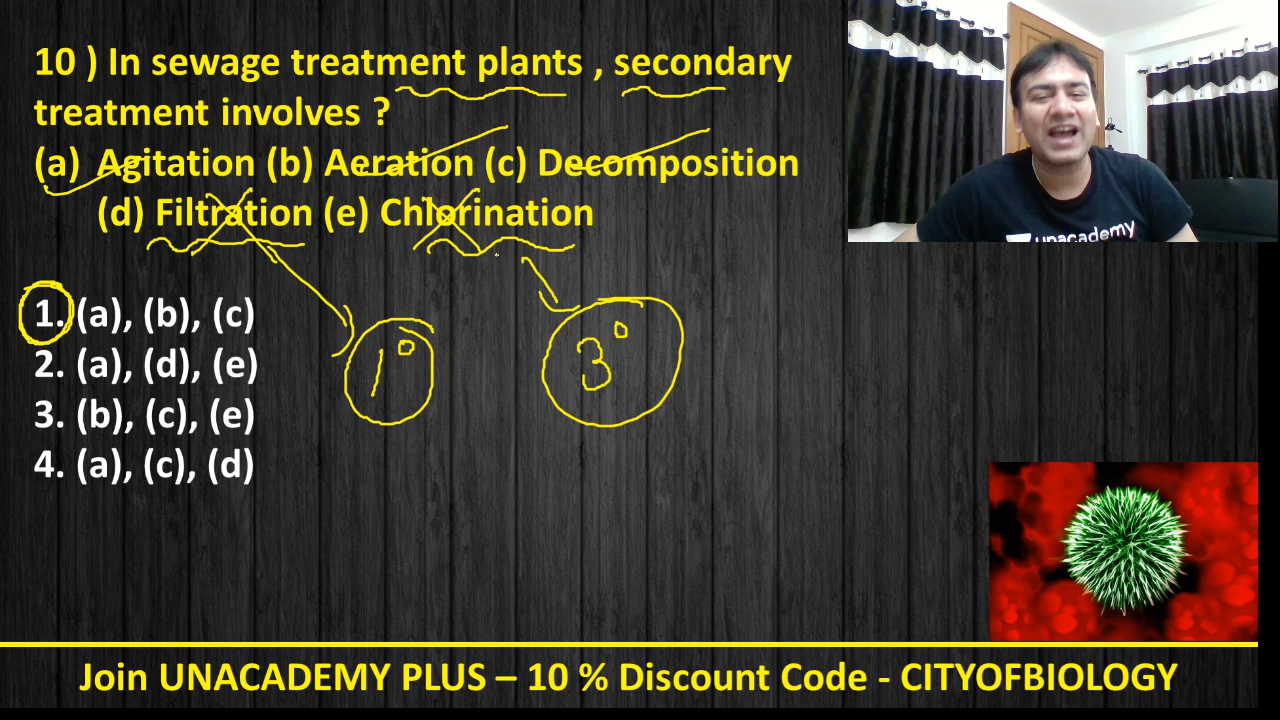 10 ) In sewage treatment plants , secondary
treatment involves ?
(a) Agitation (b) Aeration (c) Decomposition
(d) Filtration (e) Chlorination
1. (a), (b), (c)
2. (a), (d), (e)
3. (b), (c), (e)
4. (a), (c), (d)
1°
3°
unacademy
Join UNACADEMY PLUS – 10 % Discount Code - CITYOFBIOLOGY